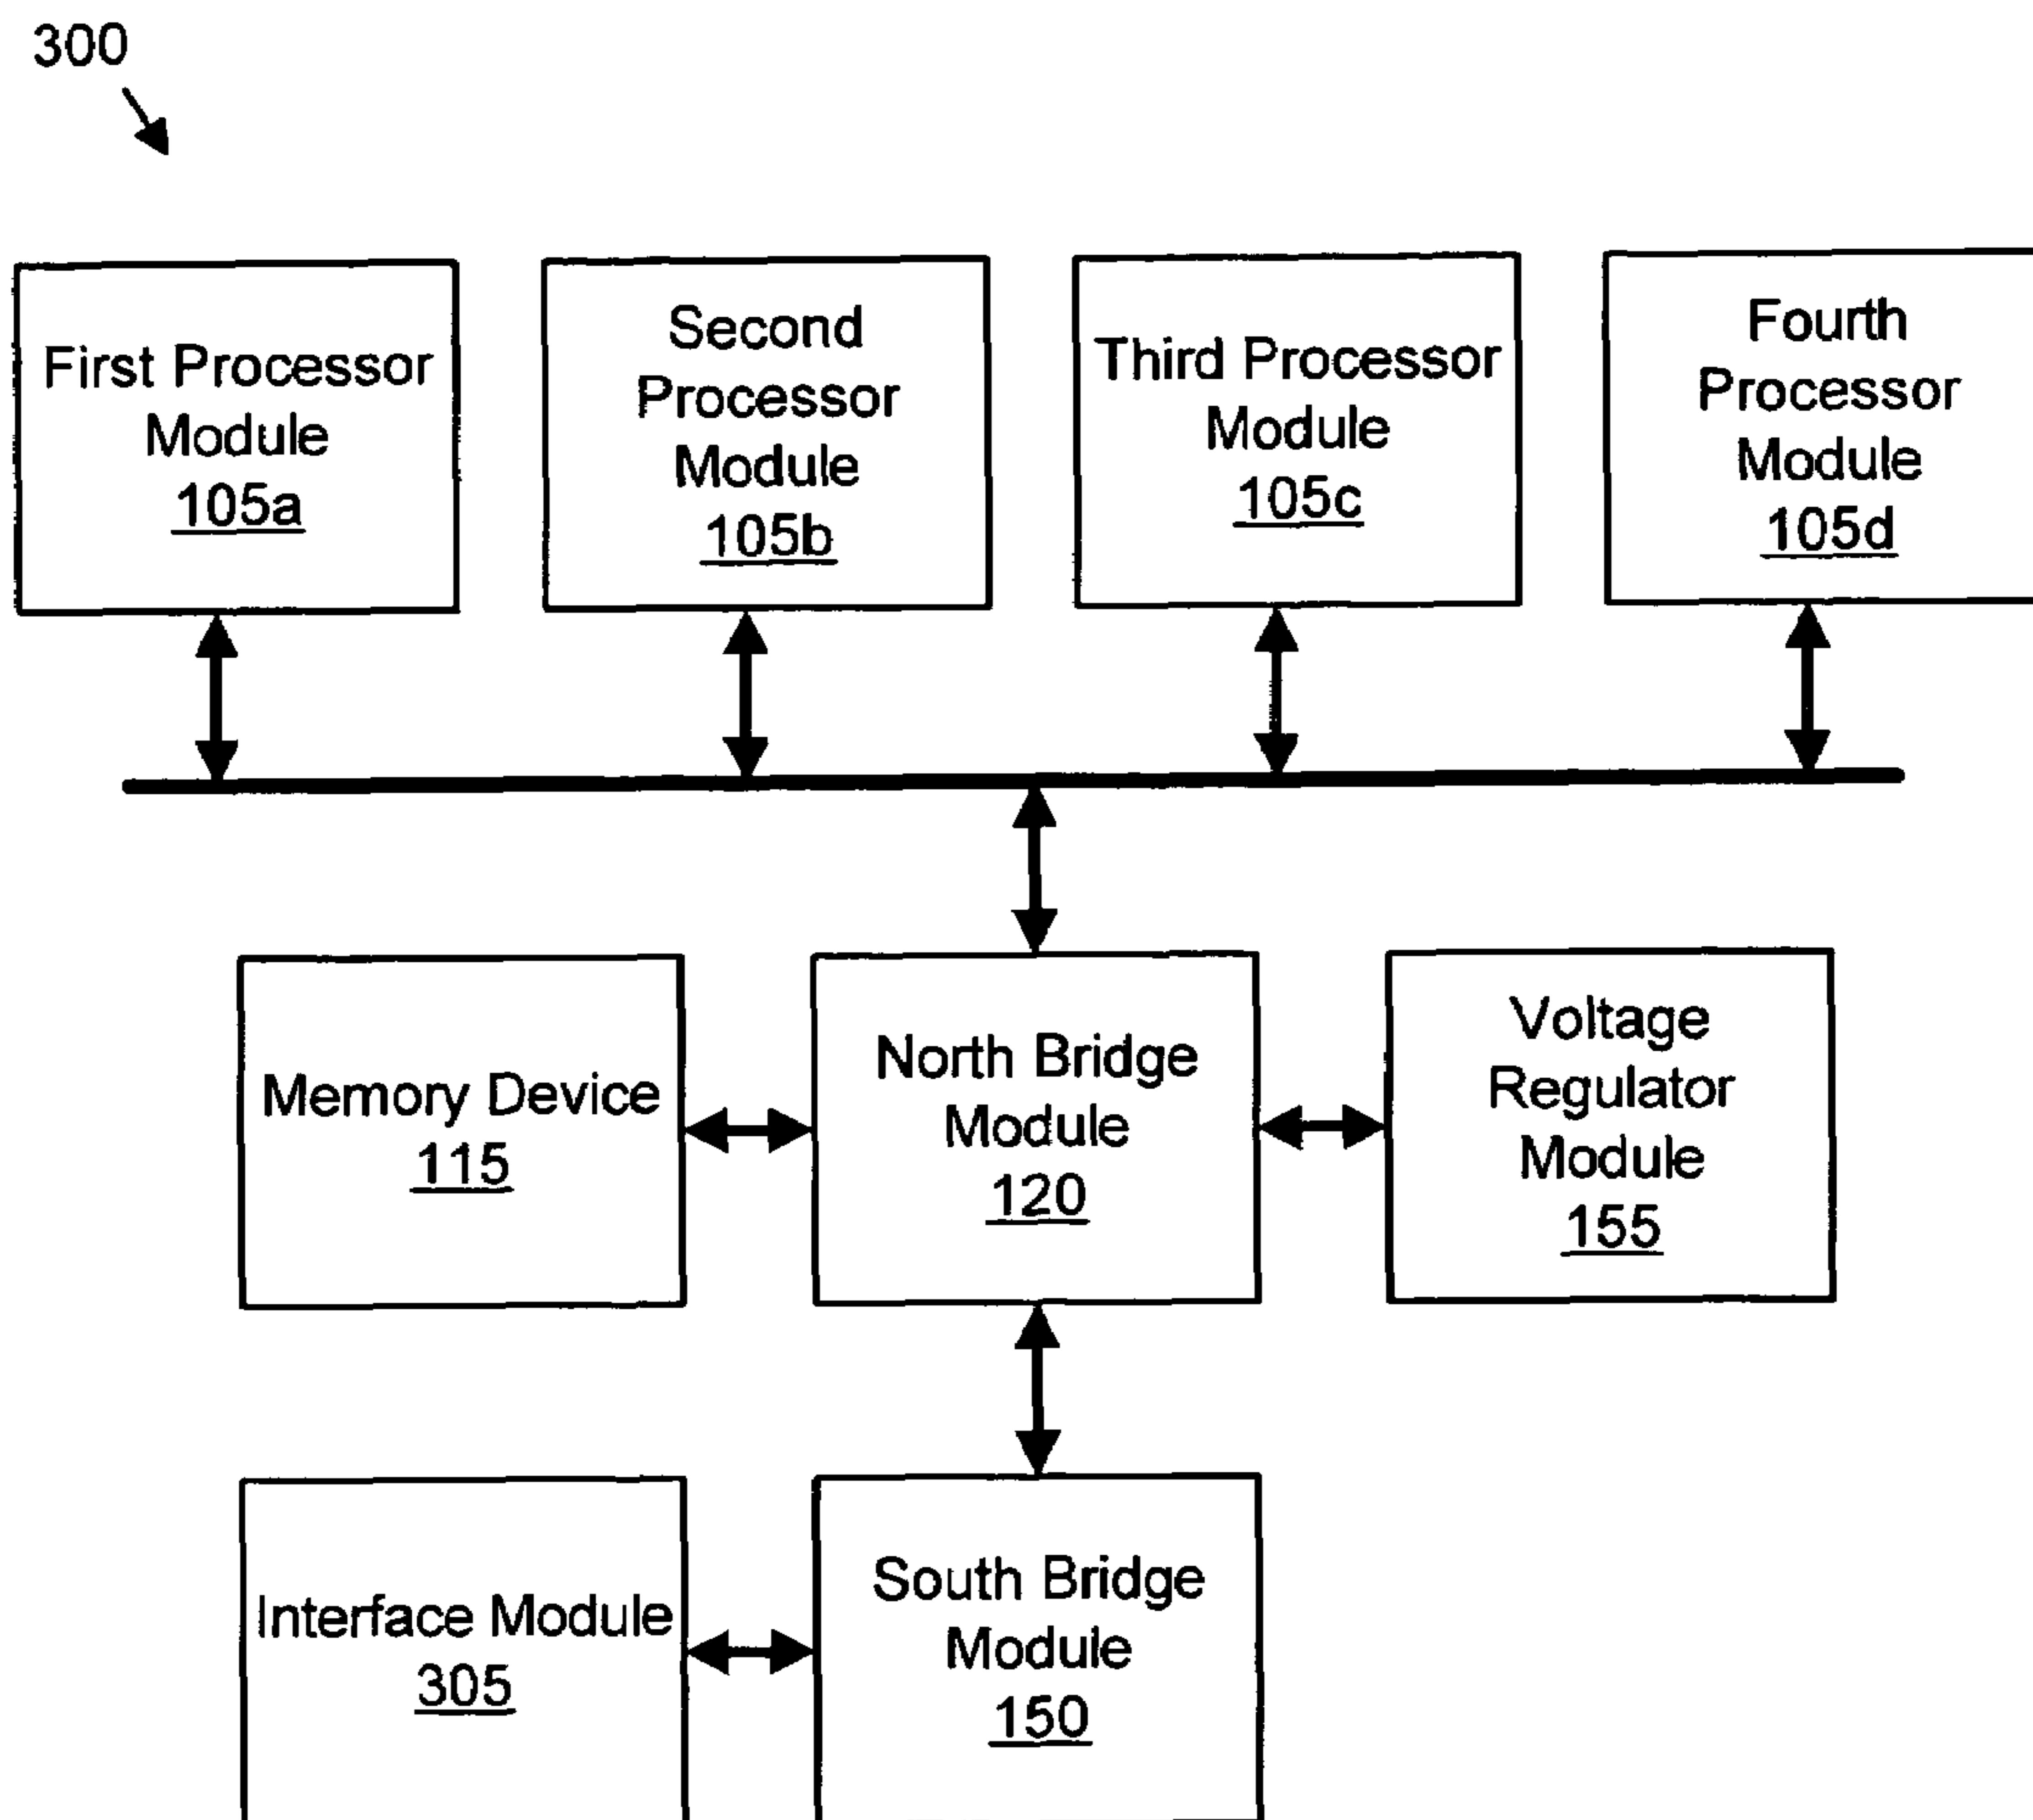 300
First Processor
Module
105a
Second
Processor
Module
105b
Third Processor
Module
105c
Fourth
Processor
Module
105d
Memory Device
115
North Bridge
Module
120
Voltage
Regulator
Module
155
Interface Module
305
South Bridge
Module
150